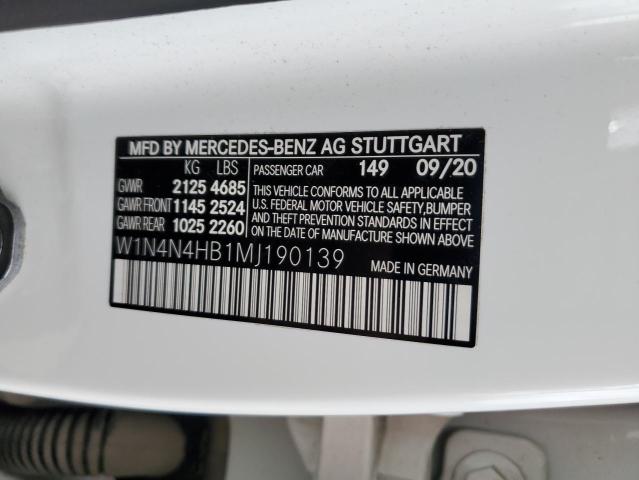 MFD BY MERCEDES-BENZ AG STUTTGART
KG LBS PASSENGER CAR 149 09/20
GVWR 2125 4685 THIS VEHICLE CONFORMS TO ALL APPLICABLE
GAWR FRONT 1145 2524 U.S. FEDERAL MOTOR VEHICLE SAFETY, BUMPER
GAWR REAR 1025 2260 AND THEFT PREVENTION STANDARDS IN EFFECT
ON THE DATE OF MANUFACTURE SHOWN ABOVE
W1N4N4HB1MJ190139 MADE IN GERMANY